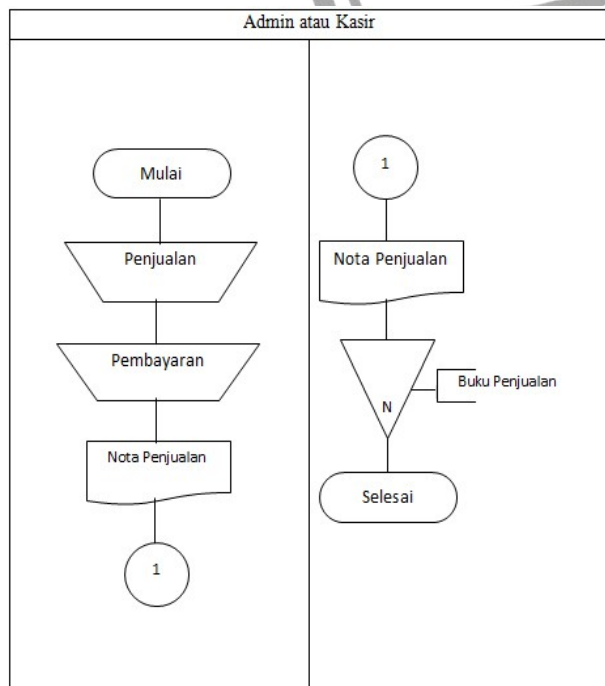 Admin atau Kasir
Mulai
Penjualan
Pembayaran
Nota Penjualan
1
1
Nota Penjualan
N
Buku Penjualan
Selesai